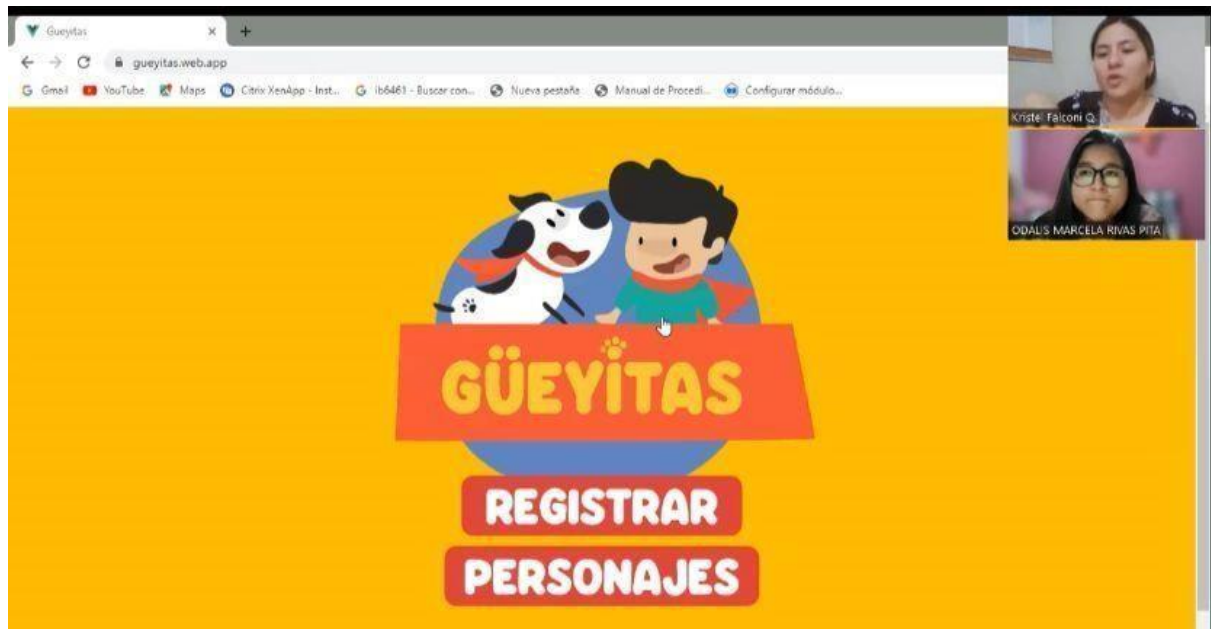 Gueyitas
gueyitas.web.app
Gmail YouTube Maps Citrix XenApp - Inst... ib6461 - Buscar con... Nueva pestaña Manual de Procedi... Configurar módulo...
Kristel Falconi Q.
ODALIS MARCELA RIVAS PITA
GÜEYITAS
REGISTRAR
PERSONAJES